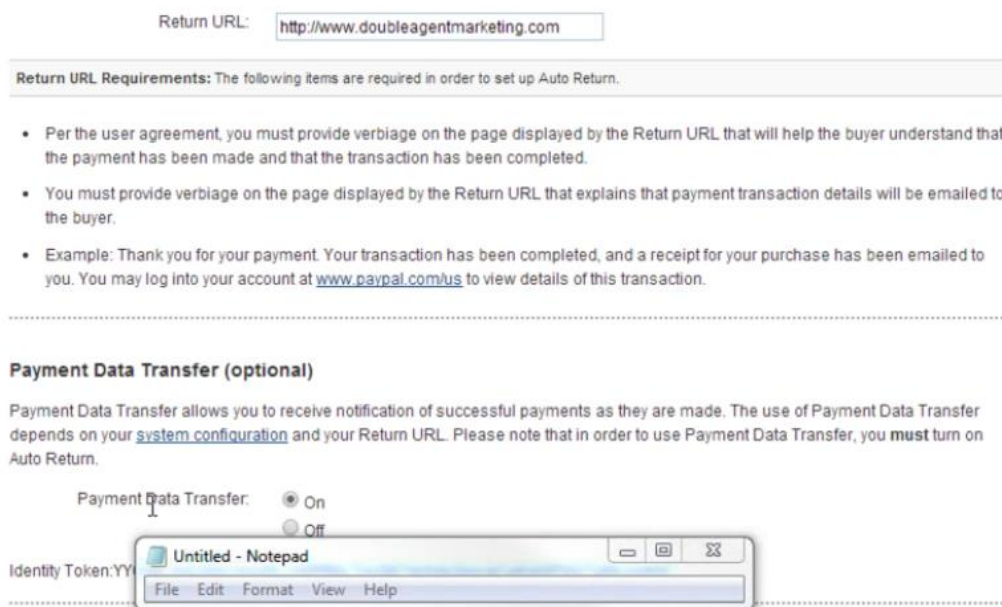 Return URL: http://www.doubleagentmarketing.com
Return URL Requirements: The following items are required in order to set up Auto Return.
• Per the user agreement, you must provide verbiage on the page displayed by the Return URL that will help the buyer understand that
the payment has been made and that the transaction has been completed.
• You must provide verbiage on the page displayed by the Return URL that explains that payment transaction details will be emailed to
the buyer.
• Example: Thank you for your payment. Your transaction has been completed, and a receipt for your purchase has been emailed to
you. You may log into your account at www.paypal.com/us to view details of this transaction.
Payment Data Transfer (optional)
Payment Data Transfer allows you to receive notification of successful payments as they are made. The use of Payment Data Transfer
depends on your system configuration and your Return URL. Please note that in order to use Payment Data Transfer, you must turn on
Auto Return.
Payment Data Transfer: On
Off
Untitled - Notepad
Identity Token:
File Edit Format View Help